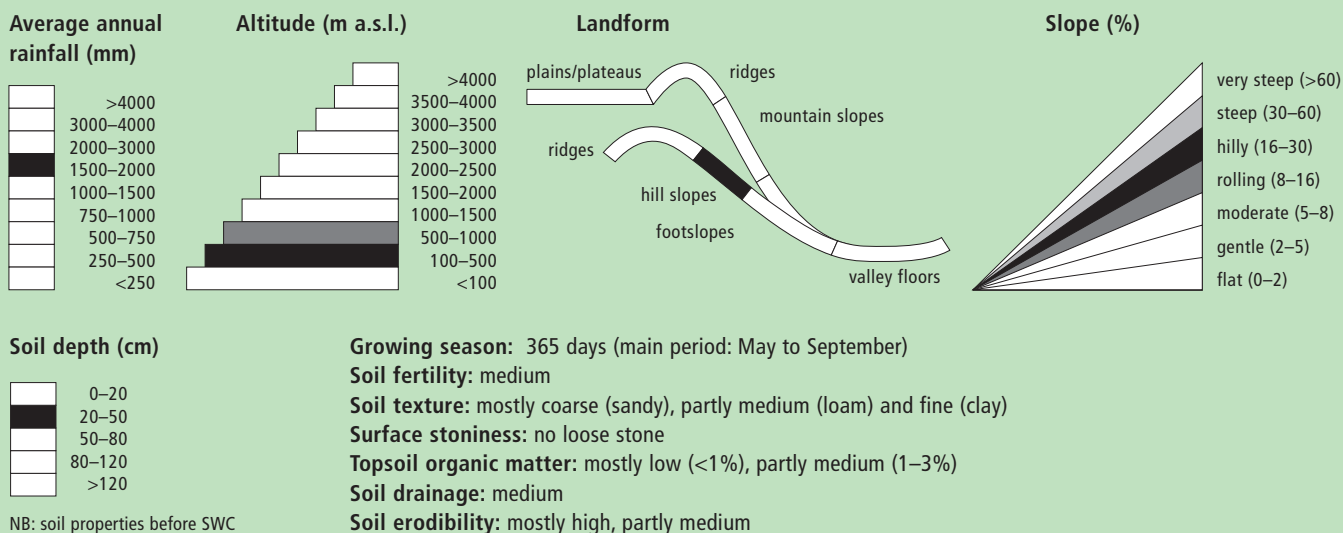 Average annual
rainfall (mm)
>4000
3000–4000
2000–3000
1500–2000
1000–1500
750–1000
500–750
250–500
<250
Altitude (m a.s.l.)
>4000
3500–4000
3000–3500
2500–3000
2000–2500
1500–2000
1000–1500
500–1000
100–500
<100
Landform
plains/plateaus
ridges
mountain slopes
ridges
hill slopes
footslopes
valley floors
Slope (%)
very steep (>60)
steep (30–60)
hilly (16–30)
rolling (8–16)
moderate (5–8)
gentle (2–5)
flat (0–2)
Soil depth (cm)
0–20
20–50
50–80
80–120
>120
NB: soil properties before SWC
Growing season: 365 days (main period: May to September)
Soil fertility: medium
Soil texture: mostly coarse (sandy), partly medium (loam) and fine (clay)
Surface stoniness: no loose stone
Topsoil organic matter: mostly low (<1%), partly medium (1–3%)
Soil drainage: medium
Soil erodibility: mostly high, partly medium